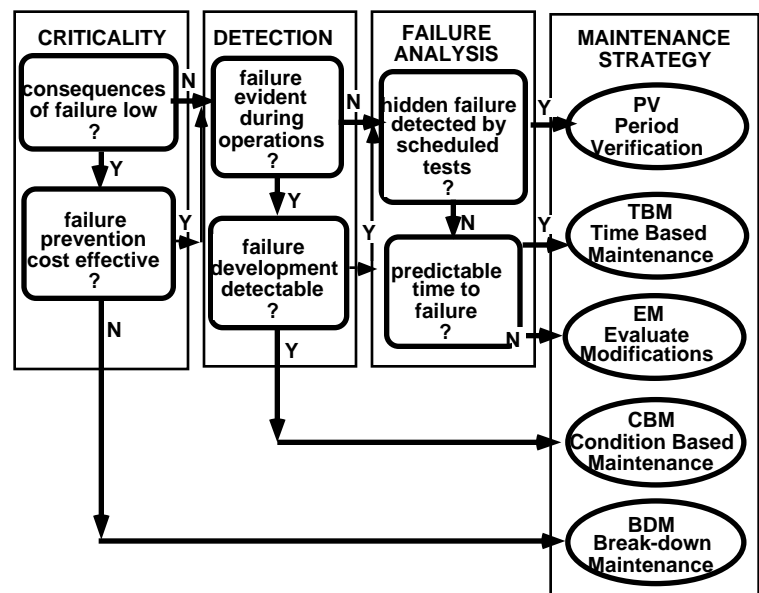 CRITICALITY
consequences
of failure low
?
N
Y
failure
prevention
cost effective
?
Y
N
DETECTION
failure
evident
during
operations
?
N
Y
failure
development
detectable
?
Y
Y
FAILURE
ANALYSIS
hidden failure
detected by
scheduled
tests
?
Y
N
predictable
time to
failure
?
Y
N
MAINTENANCE
STRATEGY
PV
Period
Verification
TBM
Time Based
Maintenance
EM
Evaluate
Modifications
CBM
Condition Based
Maintenance
BDM
Break-down
Maintenance